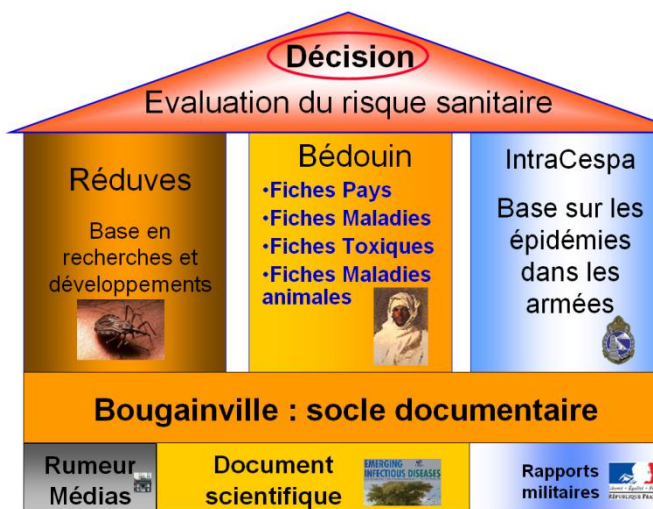 Décision
Evaluation du risque sanitaire
Réduves
Base en
recherches et
développements
Bédouin
•Fiches Pays
•Fiches Maladies
•Fiches Toxiques
•Fiches Maladies
animales
IntraCespa
Base sur les
épidémies
dans les
armées
Bougainville : socle documentaire
Rumeur
Médias
Document
scientifique
EMERGING
INFECTIOUS DISEASES
Rapports
militaires